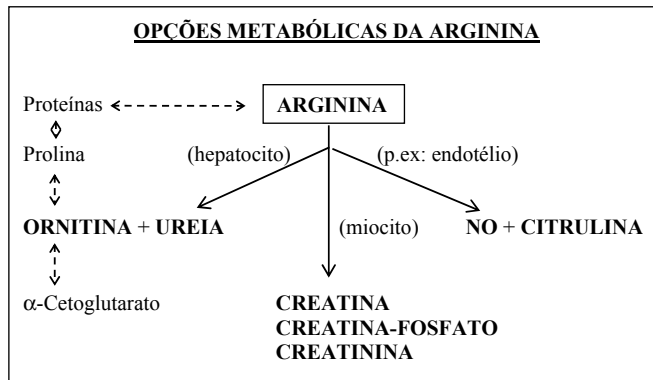 OPÇÕES METABÓLICAS DA ARGININA
Proteínas
ARGININA
Prolina
(hepatocito)
(p.ex: endotélio)
ORNITINA + UREIA
(miocito)
NO + CITRULINA
α-Cetoglutarato
CREATINA
CREATINA-FOSFATO
CREATININA